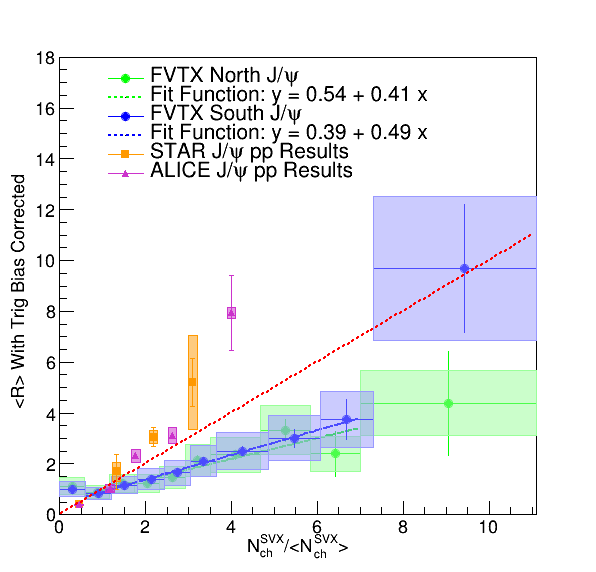 18
16
14
12
10
8
6
4
2
0
<R> With Trig Bias Corrected
FVTX North J/ψ
Fit Function: y = 0.54 + 0.41 x
FVTX South J/ψ
Fit Function: y = 0.39 + 0.49 x
STAR J/ψ pp Results
ALICE J/ψ pp Results
0 2 4 6 8 10
N_ch^SVX/<N_ch^SVX>